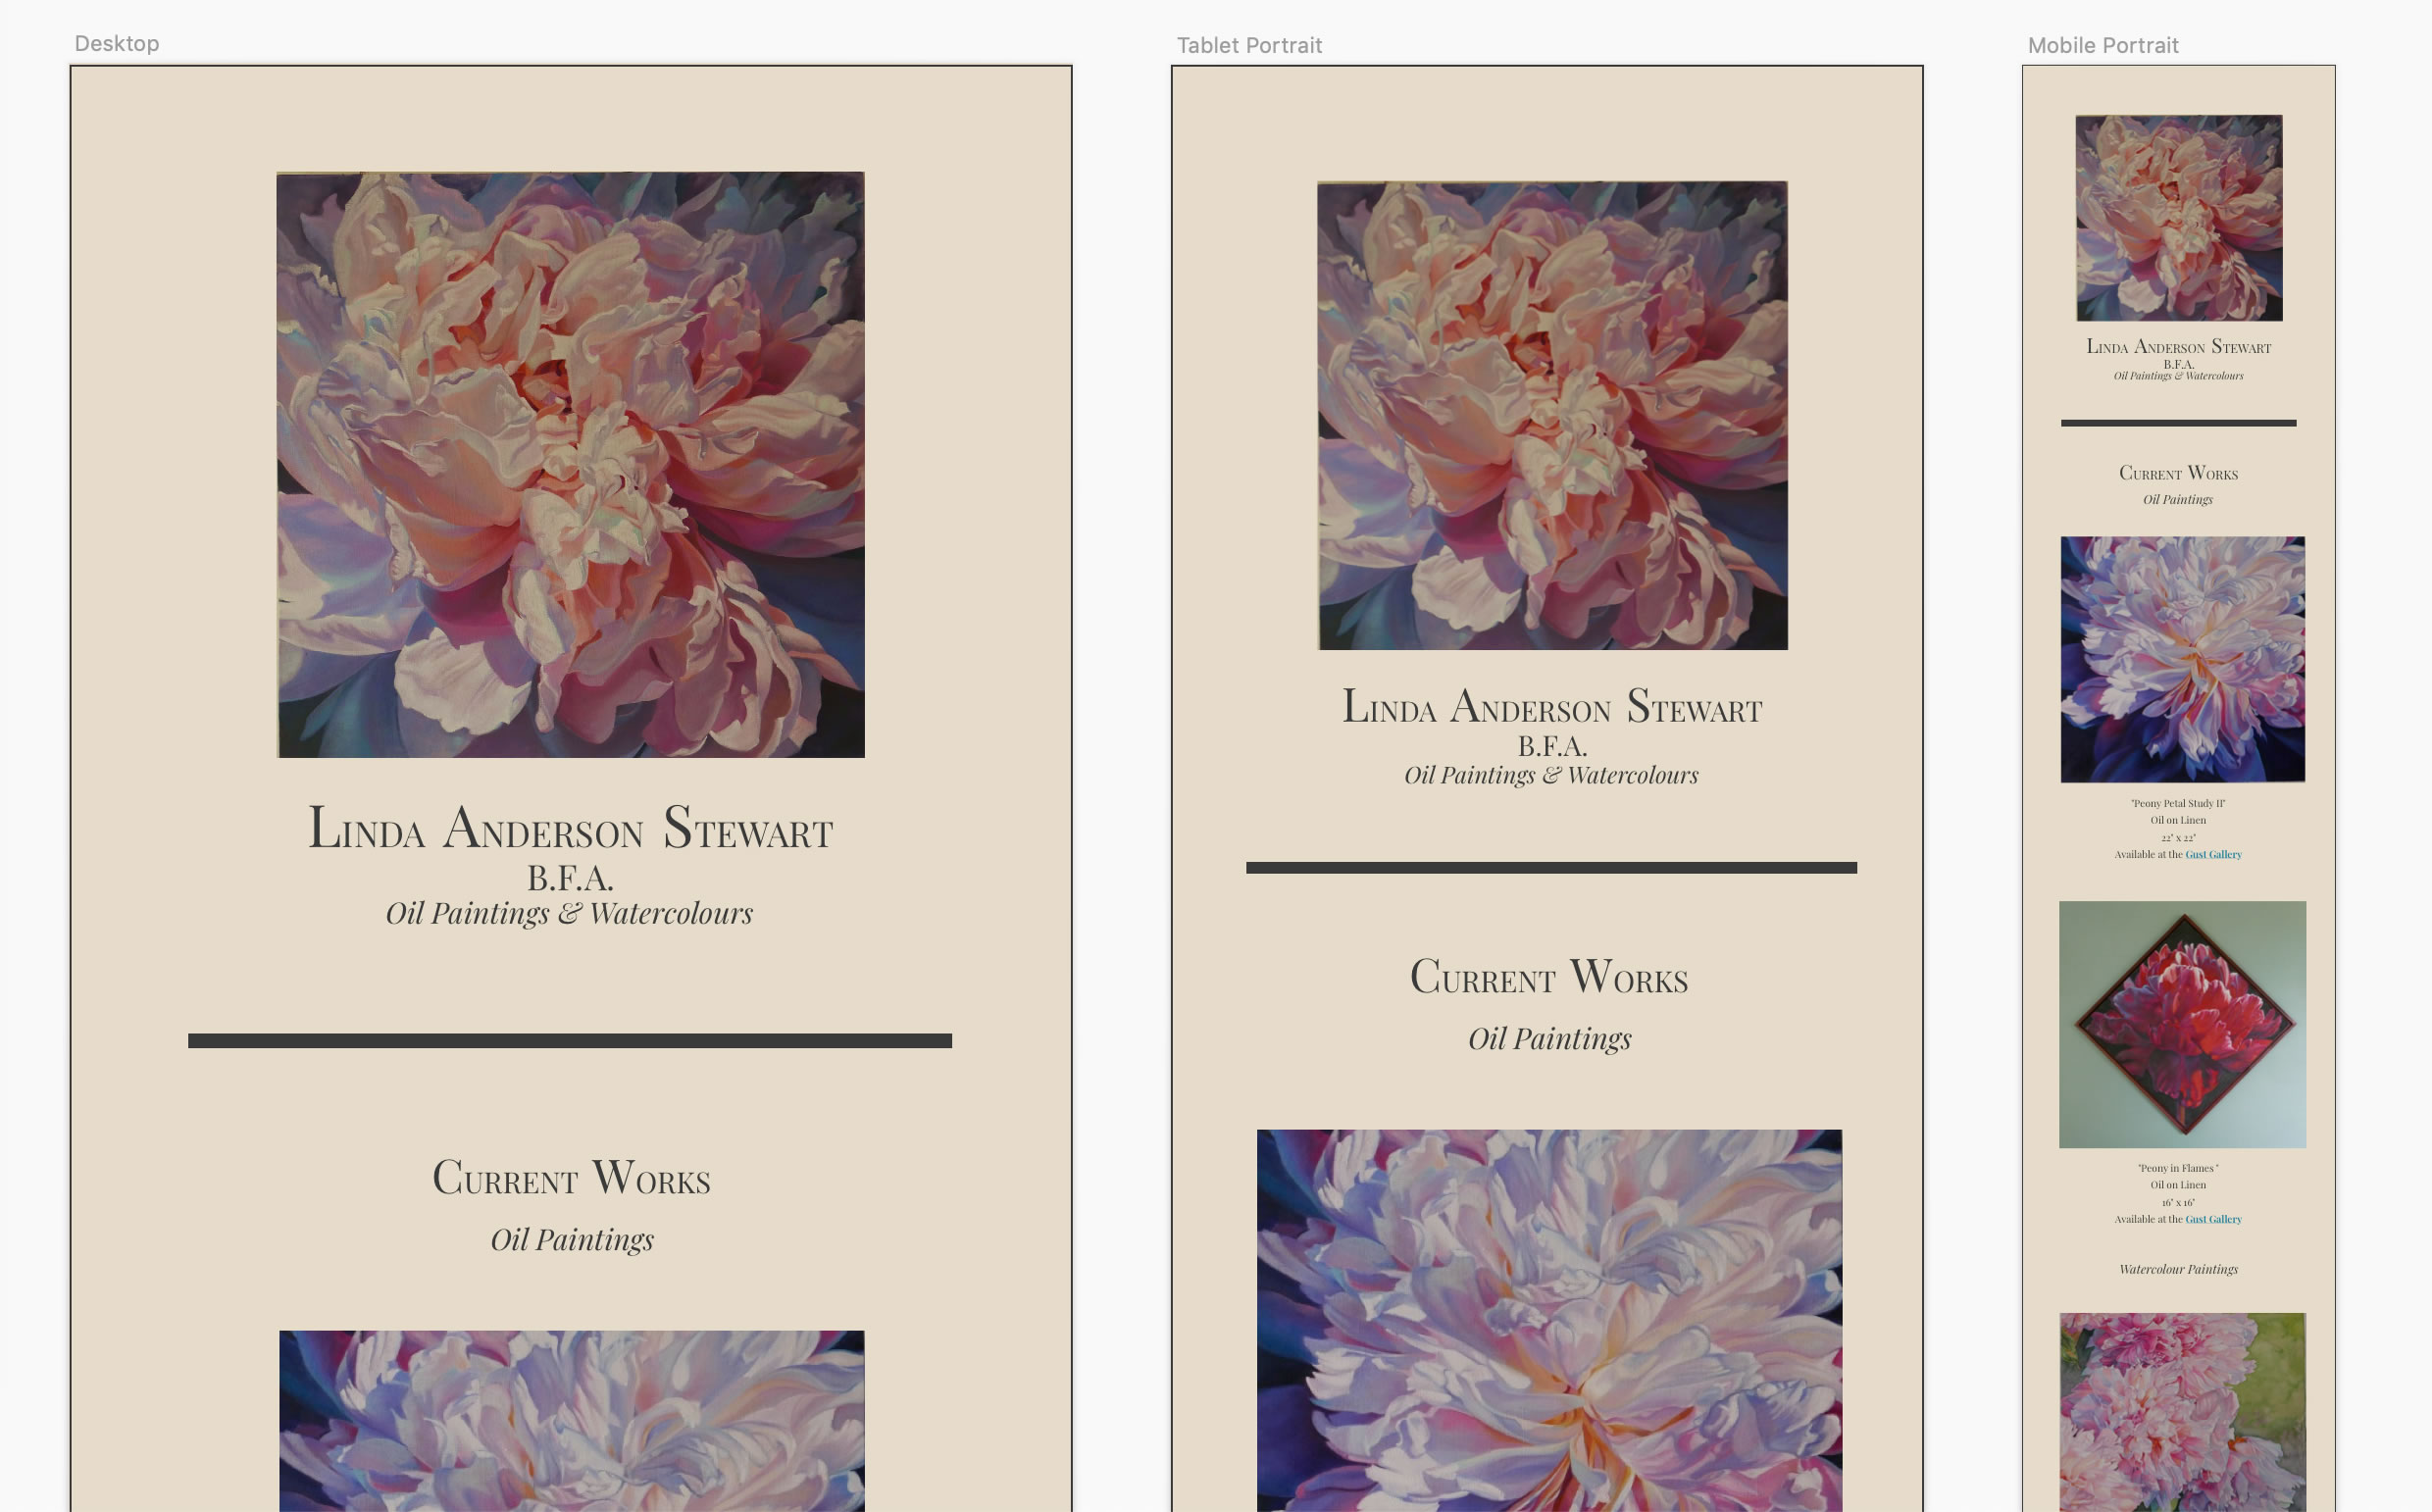 Desktop
Linda Anderson Stewart
B.F.A.
Oil Paintings & Watercolours
Current Works
Oil Paintings
Tablet Portrait
Linda Anderson Stewart
B.F.A.
Oil Paintings & Watercolours
Current Works
Oil Paintings
Mobile Portrait
Linda Anderson Stewart
B.F.A.
Oil Paintings & Watercolours
Current Works
Oil Paintings
"Peony Petal Study II"
Oil on Linen
22" x 22"
Available at the Gust Gallery
"Peony in Flames "
Oil on Linen
16" x 16"
Available at the Gust Gallery
Watercolour Paintings